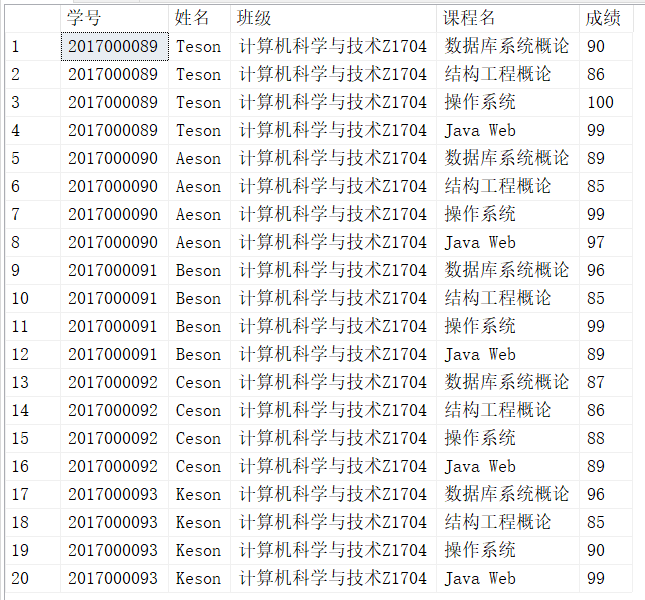 学号 姓名 班级 课程名 成绩
1 2017000089 Teson 计算机科学与技术Z1704 数据库系统概论 90
2 2017000089 Teson 计算机科学与技术Z1704 结构工程概论 86
3 2017000089 Teson 计算机科学与技术Z1704 操作系统 100
4 2017000089 Teson 计算机科学与技术Z1704 Java Web 99
5 2017000090 Aeson 计算机科学与技术Z1704 数据库系统概论 89
6 2017000090 Aeson 计算机科学与技术Z1704 结构工程概论 85
7 2017000090 Aeson 计算机科学与技术Z1704 操作系统 99
8 2017000090 Aeson 计算机科学与技术Z1704 Java Web 97
9 2017000091 Beson 计算机科学与技术Z1704 数据库系统概论 96
10 2017000091 Beson 计算机科学与技术Z1704 结构工程概论 85
11 2017000091 Beson 计算机科学与技术Z1704 操作系统 99
12 2017000091 Beson 计算机科学与技术Z1704 Java Web 89
13 2017000092 Ceson 计算机科学与技术Z1704 数据库系统概论 87
14 2017000092 Ceson 计算机科学与技术Z1704 结构工程概论 86
15 2017000092 Ceson 计算机科学与技术Z1704 操作系统 88
16 2017000092 Ceson 计算机科学与技术Z1704 Java Web 89
17 2017000093 Keson 计算机科学与技术Z1704 数据库系统概论 96
18 2017000093 Keson 计算机科学与技术Z1704 结构工程概论 85
19 2017000093 Keson 计算机科学与技术Z1704 操作系统 90
20 2017000093 Keson 计算机科学与技术Z1704 Java Web 99